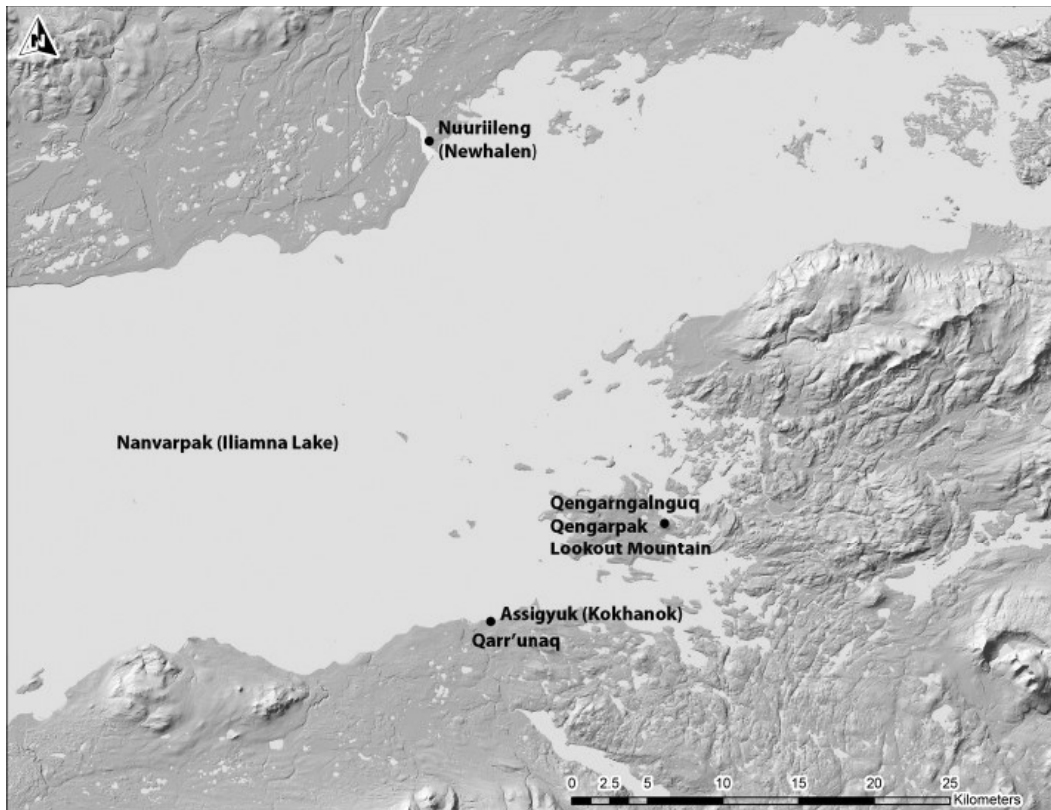 N
Nuuriileng
(Newhalen)
Nanvarpak (Iliamna Lake)
Qengarngalnguq
Qengarpak
Lookout Mountain
Assigyuk (Kokhanok)
Qarr'unaq
0 2.5 5 10 15 20 25
Kilometers